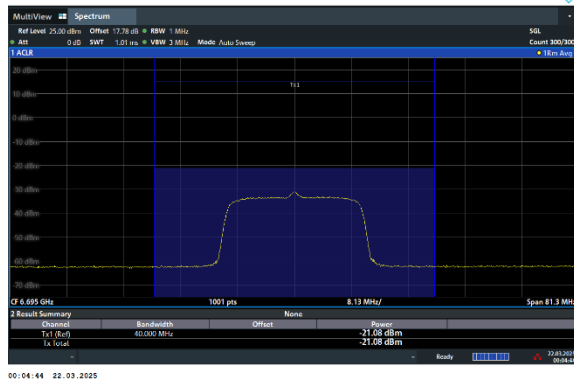 MultiView Spectrum
Ref Level 25.00 dBm Offset 17.78 dB RBW 1 MHz SGL
Att 0 dB SWT 1.01 ms VBW 3 MHz Mode Auto Sweep Count 300/300
1 ACLR 1Rm Avg
20 dBm
Tx1
10 dBm
0 dBm
-10 dBm
-20 dBm
-30 dBm
-40 dBm
-50 dBm
-60 dBm
-70 dBm
CF 6.695 GHz 1001 pts 8.13 MHz/ Span 81.3 MHz
2 Result Summary None
Channel Bandwidth Offset Power
Tx1 (Ref) 40.000 MHz -21.08 dBm
Tx Total -21.08 dBm
Ready 22.03.2025
00:04:44
00:04:44 22.03.2025